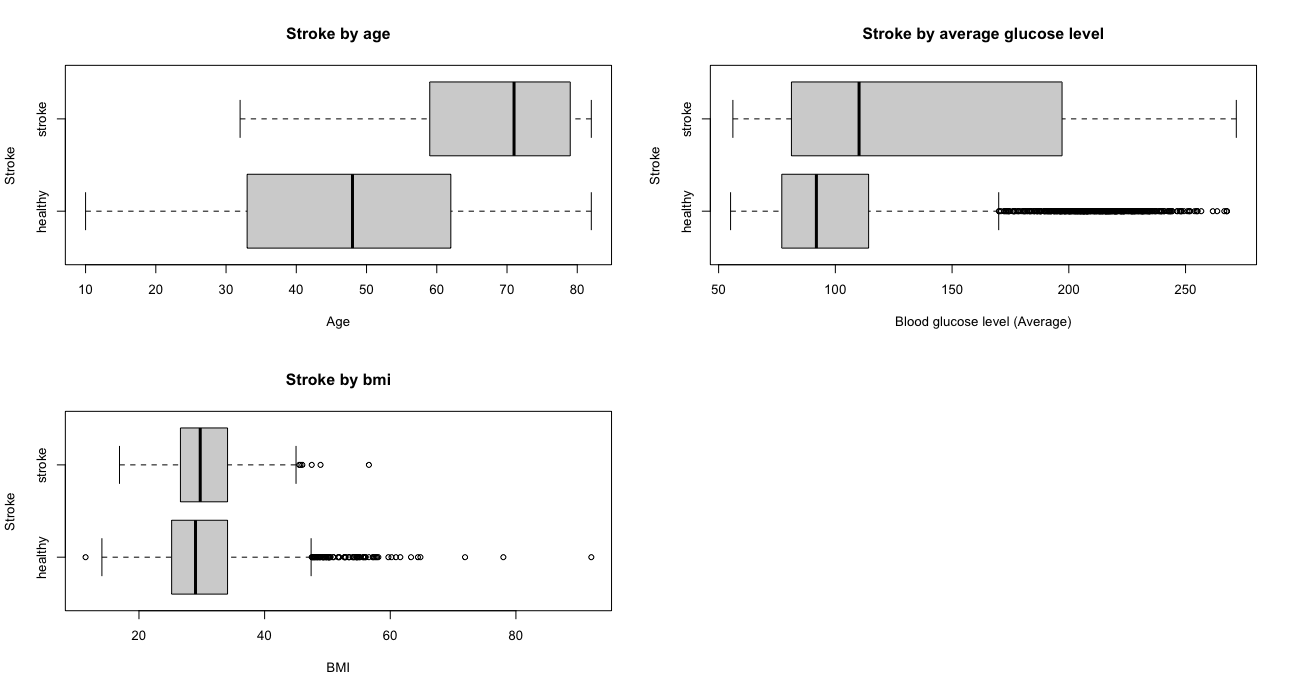 Stroke by age
Stroke
stroke
healthy
10 20 30 40 50 60 70 80
Age
Stroke by average glucose level
Stroke
stroke
healthy
50 100 150 200 250
Blood glucose level (Average)
Stroke by bmi
Stroke
stroke
healthy
20 40 60 80
BMI